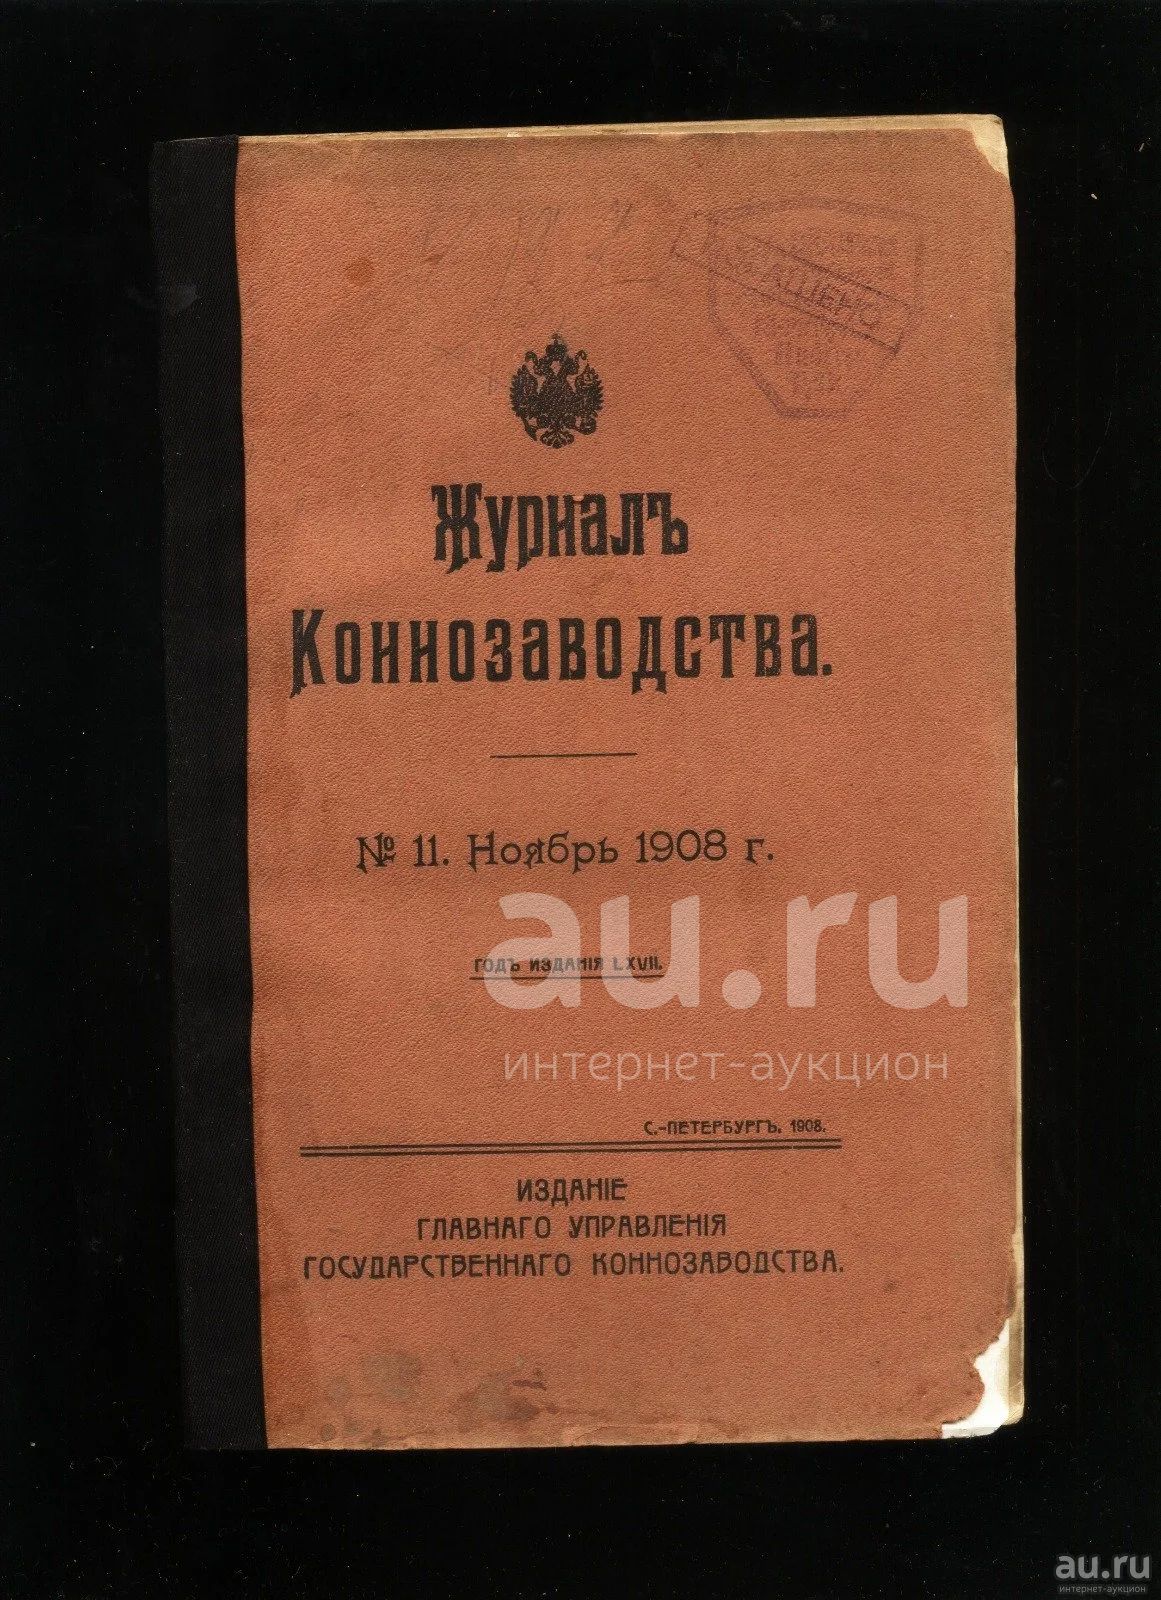 Журналъ
Коннозаводства.
№ 11. Ноябрь 1908 г.
ГОДЪ ИЗДАНІЯ LXVII.
au.ru
интернет-аукцион
С.-ПЕТЕРБУРГЪ. 1908.
ИЗДАНІЕ
ГЛАВНАГО УПРАВЛЕНІЯ
ГОСУДАРСТВЕННАГО КОННОЗАВОДСТВА.
au.ru
интернет-аукцион